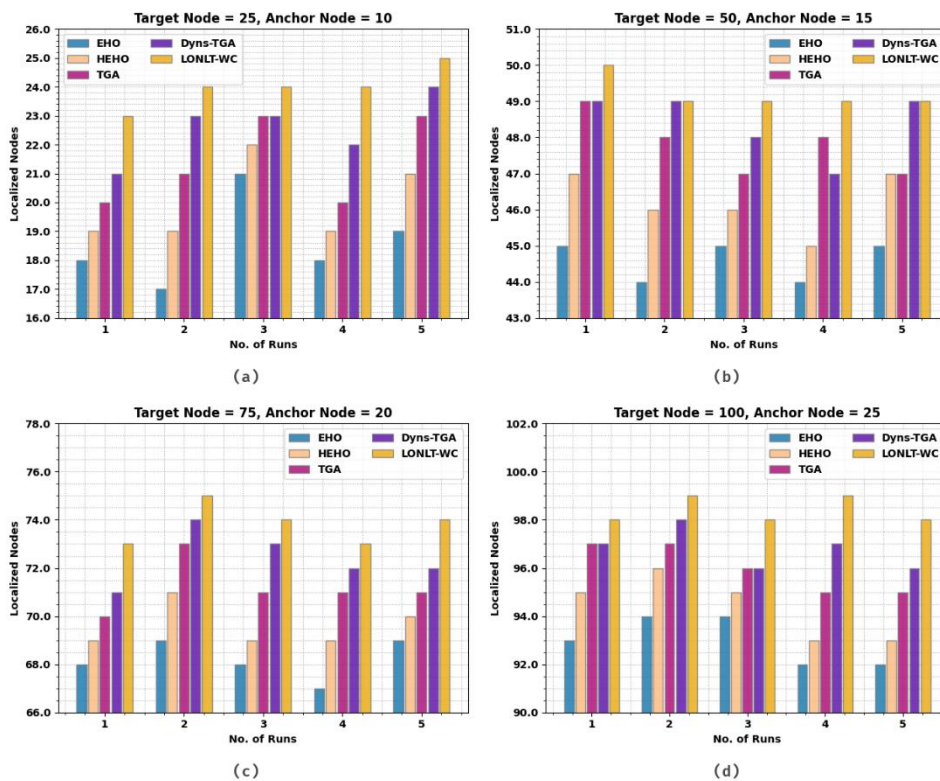 Target Node = 25, Anchor Node = 10
26.0
25.0
24.0
23.0
22.0
21.0
20.0
19.0
18.0
17.0
16.0
Localized Nodes
EHO
HEHO
TGA
Dyns-TGA
LONLT-WC
1 2 3 4 5
No. of Runs
(a)
Target Node = 50, Anchor Node = 15
51.0
50.0
49.0
48.0
47.0
46.0
45.0
44.0
43.0
Localized Nodes
EHO
HEHO
TGA
Dyns-TGA
LONLT-WC
1 2 3 4 5
No. of Runs
(b)
Target Node = 75, Anchor Node = 20
78.0
76.0
74.0
72.0
70.0
68.0
66.0
Localized Nodes
EHO
HEHO
TGA
Dyns-TGA
LONLT-WC
1 2 3 4 5
No. of Runs
(c)
Target Node = 100, Anchor Node = 25
102.0
100.0
98.0
96.0
94.0
92.0
90.0
Localized Nodes
EHO
HEHO
TGA
Dyns-TGA
LONLT-WC
1 2 3 4 5
No. of Runs
(d)